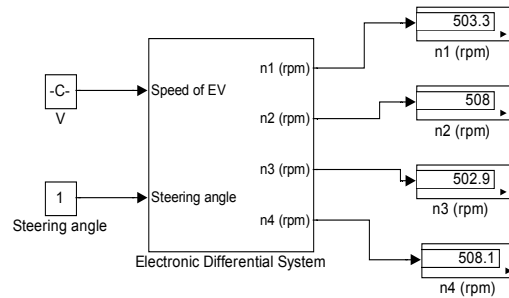 503.3
n1 (rpm)
n1 (rpm)
-C-
Speed of EV
V
508
n2 (rpm)
n2 (rpm)
n3 (rpm)
502.9
n3 (rpm)
1
Steering angle
Steering angle
n4 (rpm)
Electronic Differential System
508.1
n4 (rpm)